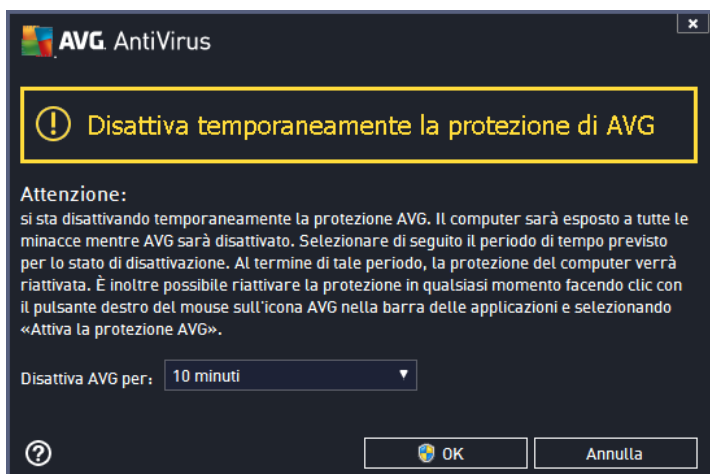 AVG. AntiVirus
Disattiva temporaneamente la protezione di AVG
Attenzione:
si sta disattivando temporaneamente la protezione AVG. Il computer sarà esposto a tutte le
minacce mentre AVG sarà disattivato. Selezionare di seguito il periodo di tempo previsto
per lo stato di disattivazione. Al termine di tale periodo, la protezione del computer verrà
riattivata. È inoltre possibile riattivare la protezione in qualsiasi momento facendo clic con
il pulsante destro del mouse sull'icona AVG nella barra delle applicazioni e selezionando
«Attiva la protezione AVG».
Disattiva AVG per: 10 minuti
OK Annulla